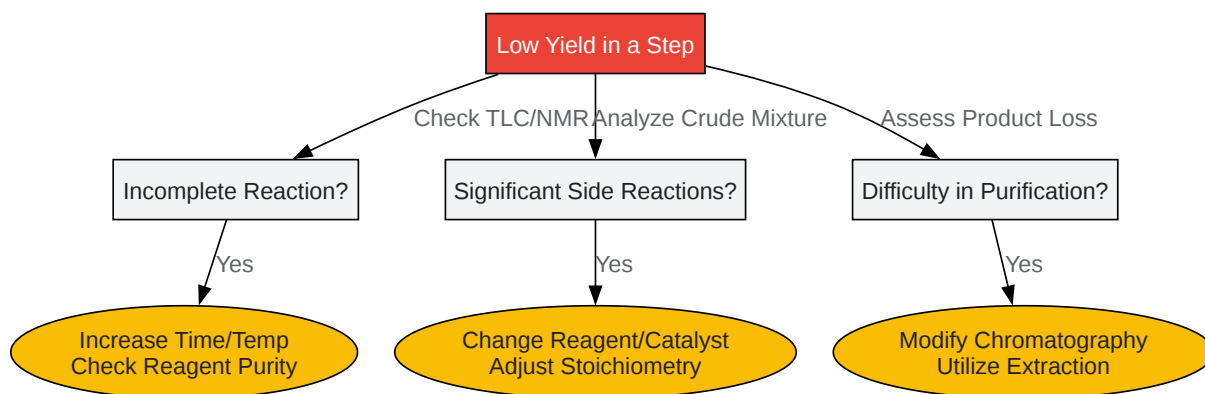 Low Yield in a Step
Check TLC/NMR
Analyze Crude Mixture
Assess Product Loss
Incomplete Reaction?
Significant Side Reactions?
Difficulty in Purification?
Yes
Yes
Yes
Increase Time/Temp
Check Reagent Purity
Change Reagent/Catalyst
Adjust Stoichiometry
Modify Chromatography
Utilize Extraction